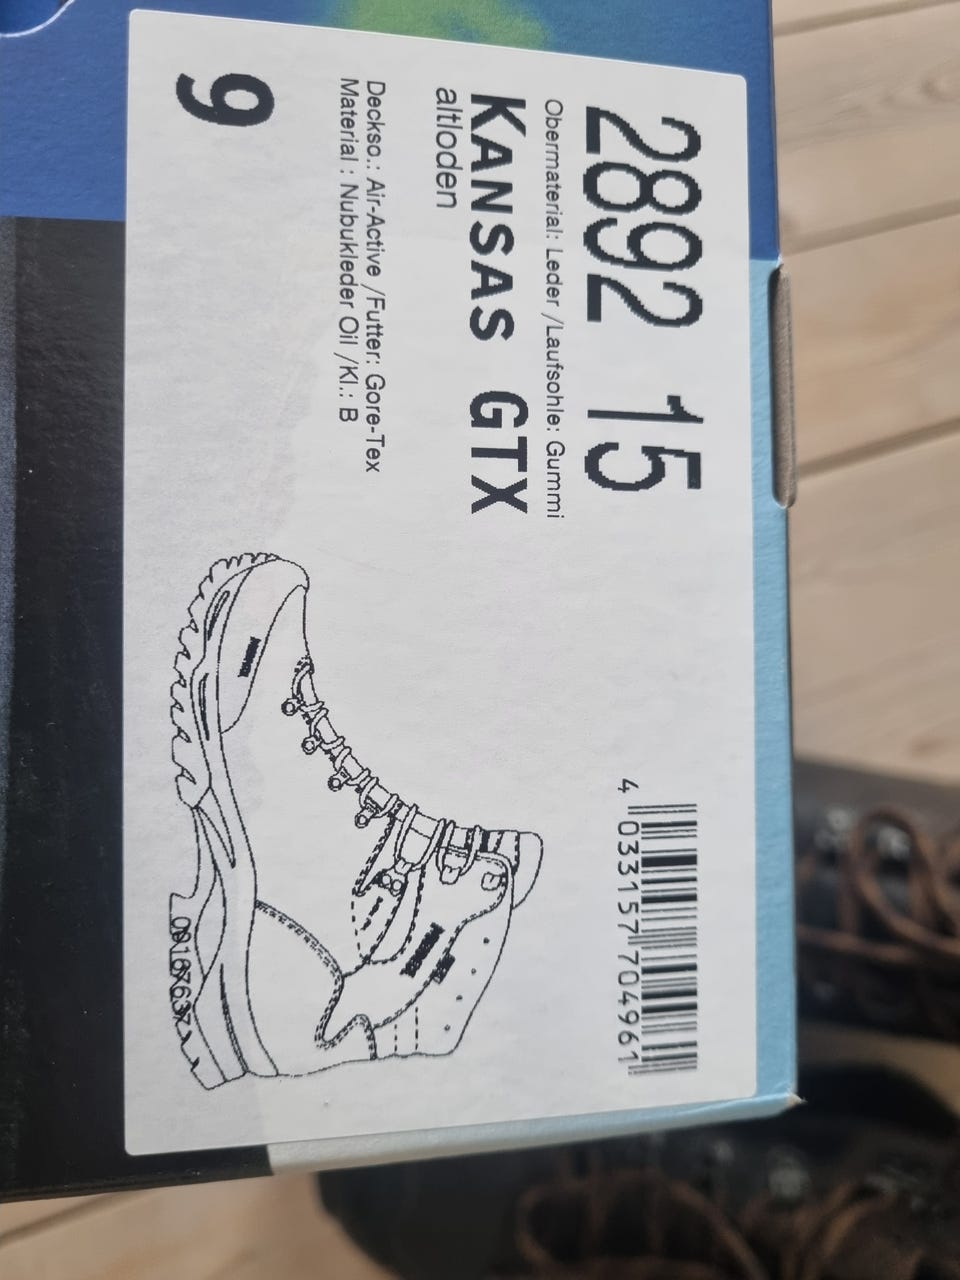 2892 15
Obermaterial: Leder /Laufsohle: Gummi
KANSAS GTX
altloden
Deckso.: Air-Active /Futter: Gore-Tex
Material : Nubukleder Oil /Kl.: B
9
4 033157 704961